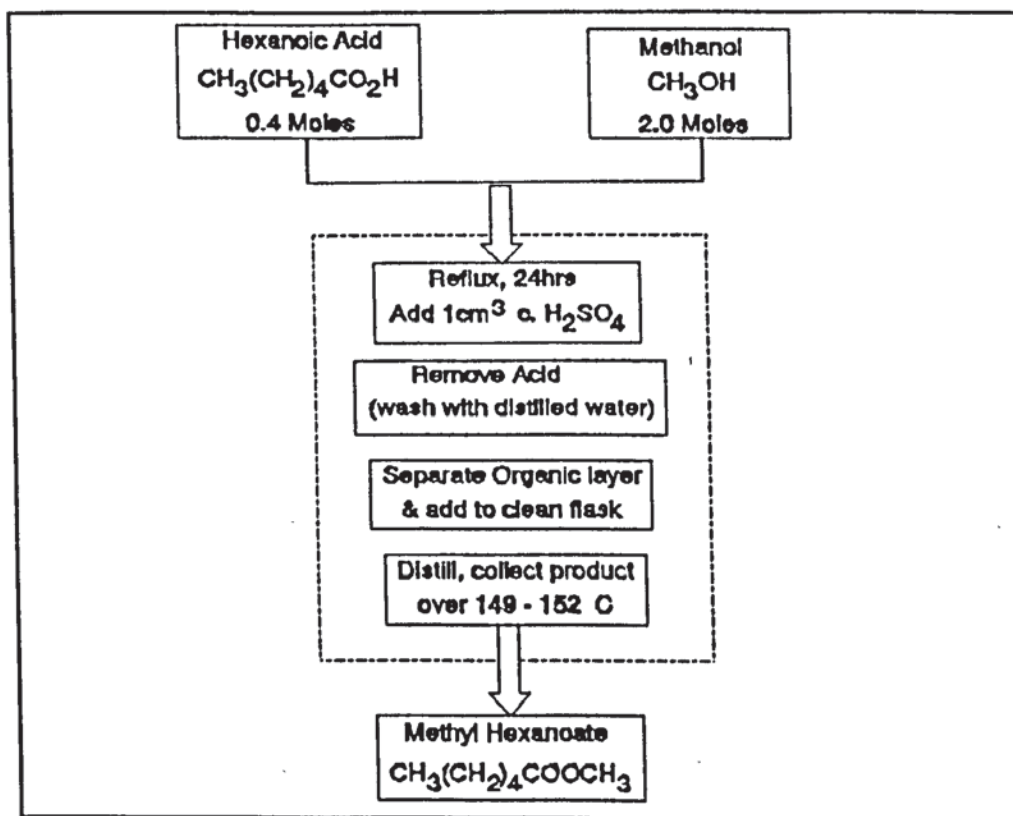 Hexanoic Acid
CH3(CH2)4CO2H
0.4 Moles
Methanol
CH3OH
2.0 Moles
Reflux, 24hrs
Add 1cm3 c. H2SO4
Remove Acid
(wash with distilled water)
Separate Organic layer
& add to clean flask
Distill, collect product
over 149 - 152 C
Methyl Hexanoate
CH3(CH2)4COOCH3